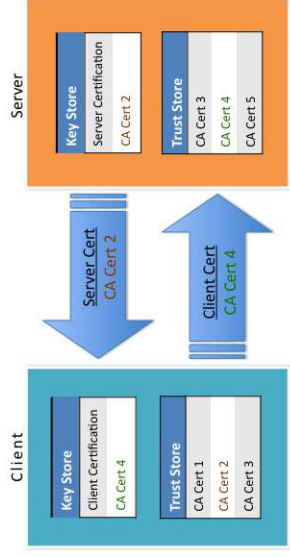 Client
Key Store
Client Certification
CA Cert 4
Trust Store
CA Cert 1
CA Cert 2
CA Cert 3
Server Cert
CA Cert 2
Client Cert
CA Cert 4
Server
Key Store
Server Certification
CA Cert 2
Trust Store
CA Cert 3
CA Cert 4
CA Cert 5